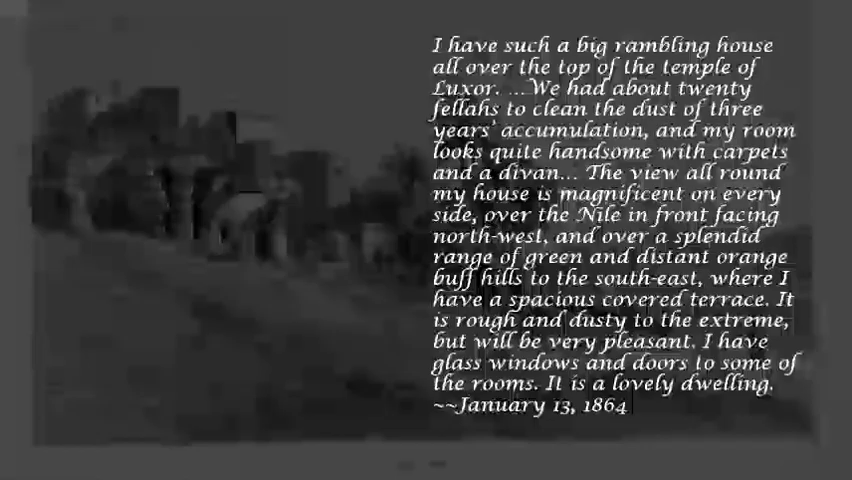 I have such a big rambling house
all over the top of the temple of
Luxor. ...We had about twenty
fellahs to clean the dust of three
years' accumulation, and my room
looks quite handsome with carpets
and a divan... The view all round
my house is magnificent on every
side, over the Nile in front facing
north-west, and over a splendid
range of green and distant orange
buff hills to the south-east, where I
have a spacious covered terrace. It
is rough and dusty to the extreme,
but will be very pleasant. I have
glass windows and doors to some of
the rooms. It is a lovely dwelling.
~~January 13, 1864